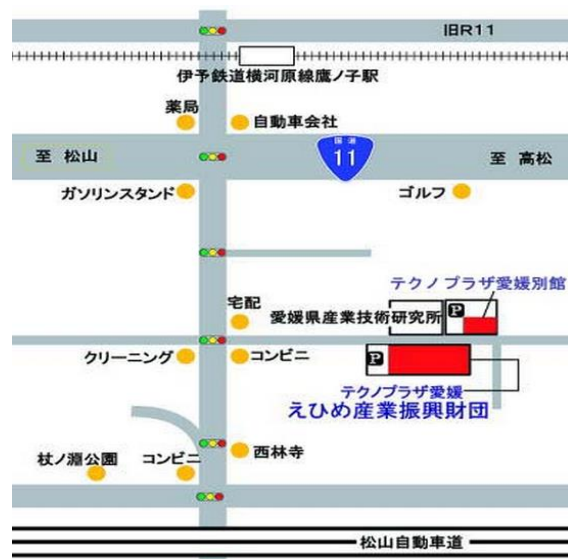 旧R11
伊予鉄道横河原線鷹ノ子駅
薬局
自動車会社
至 松山
国道
11
至 高松
ガソリンスタンド
ゴルフ
テクノプラザ愛媛別館
宅配
愛媛県産業技術研究所
P
クリーニング
コンビニ
P
テクノプラザ愛媛
えひめ産業振興財団
杖ノ淵公園
コンビニ
西林寺
松山自動車道